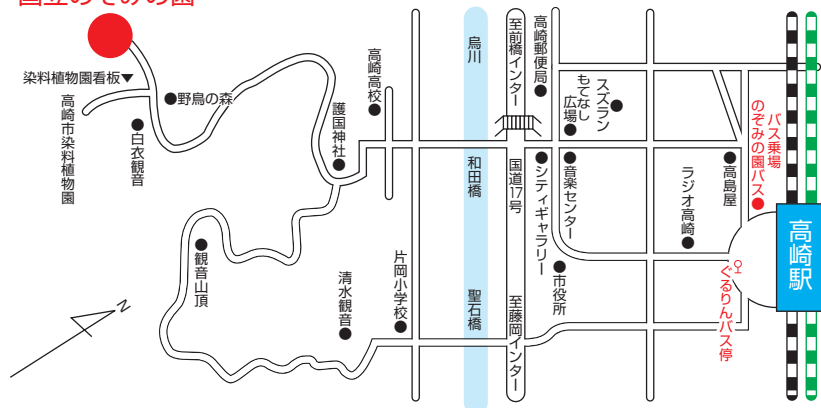 国立のぞみの園
染料植物園看板▼
高崎市染料植物園
野鳥の森
白衣観音
護国神社
高崎高校
烏川
至前橋インター
高崎郵便局
もてなし
広場
スズラン
バス乗場
のぞみの園バス
和田橋
国道17号
シティギャラリー
音楽センター
ラジオ高崎
高島屋
高崎駅
観音山頂
清水観音
片岡小学校
聖石橋
至藤岡インター
市役所
ぐるりんバス停
N